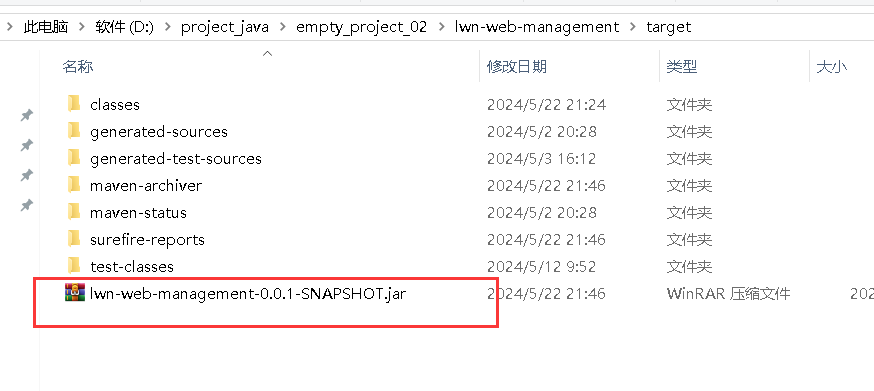 此电脑 软件 (D:) project_java empty_project_02 lwn-web-management target
名称 修改日期 类型 大小
classes 2024/5/22 21:24 文件夹
generated-sources 2024/5/2 20:28 文件夹
generated-test-sources 2024/5/3 16:12 文件夹
maven-archiver 2024/5/22 21:46 文件夹
maven-status 2024/5/2 20:28 文件夹
surefire-reports 2024/5/22 21:46 文件夹
test-classes 2024/5/12 9:52 文件夹
lwn-web-management-0.0.1-SNAPSHOT.jar 2024/5/22 21:46 WinRAR 压缩文件 202